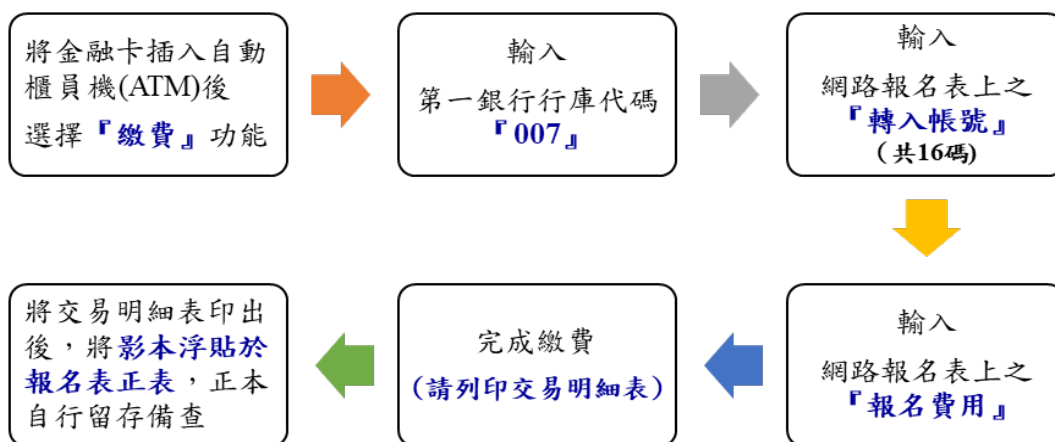 將金融卡插入自動
櫃員機(ATM)後
選擇『繳費』功能
輸入
第一銀行行庫代碼
『007』
輸入
網路報名表上之
『轉入帳號』
(共16碼)
輸入
網路報名表上之
『報名費用』
完成繳費
(請列印交易明細表)
將交易明細表印出
後，將影本浮貼於
報名表正表，正本
自行留存備查